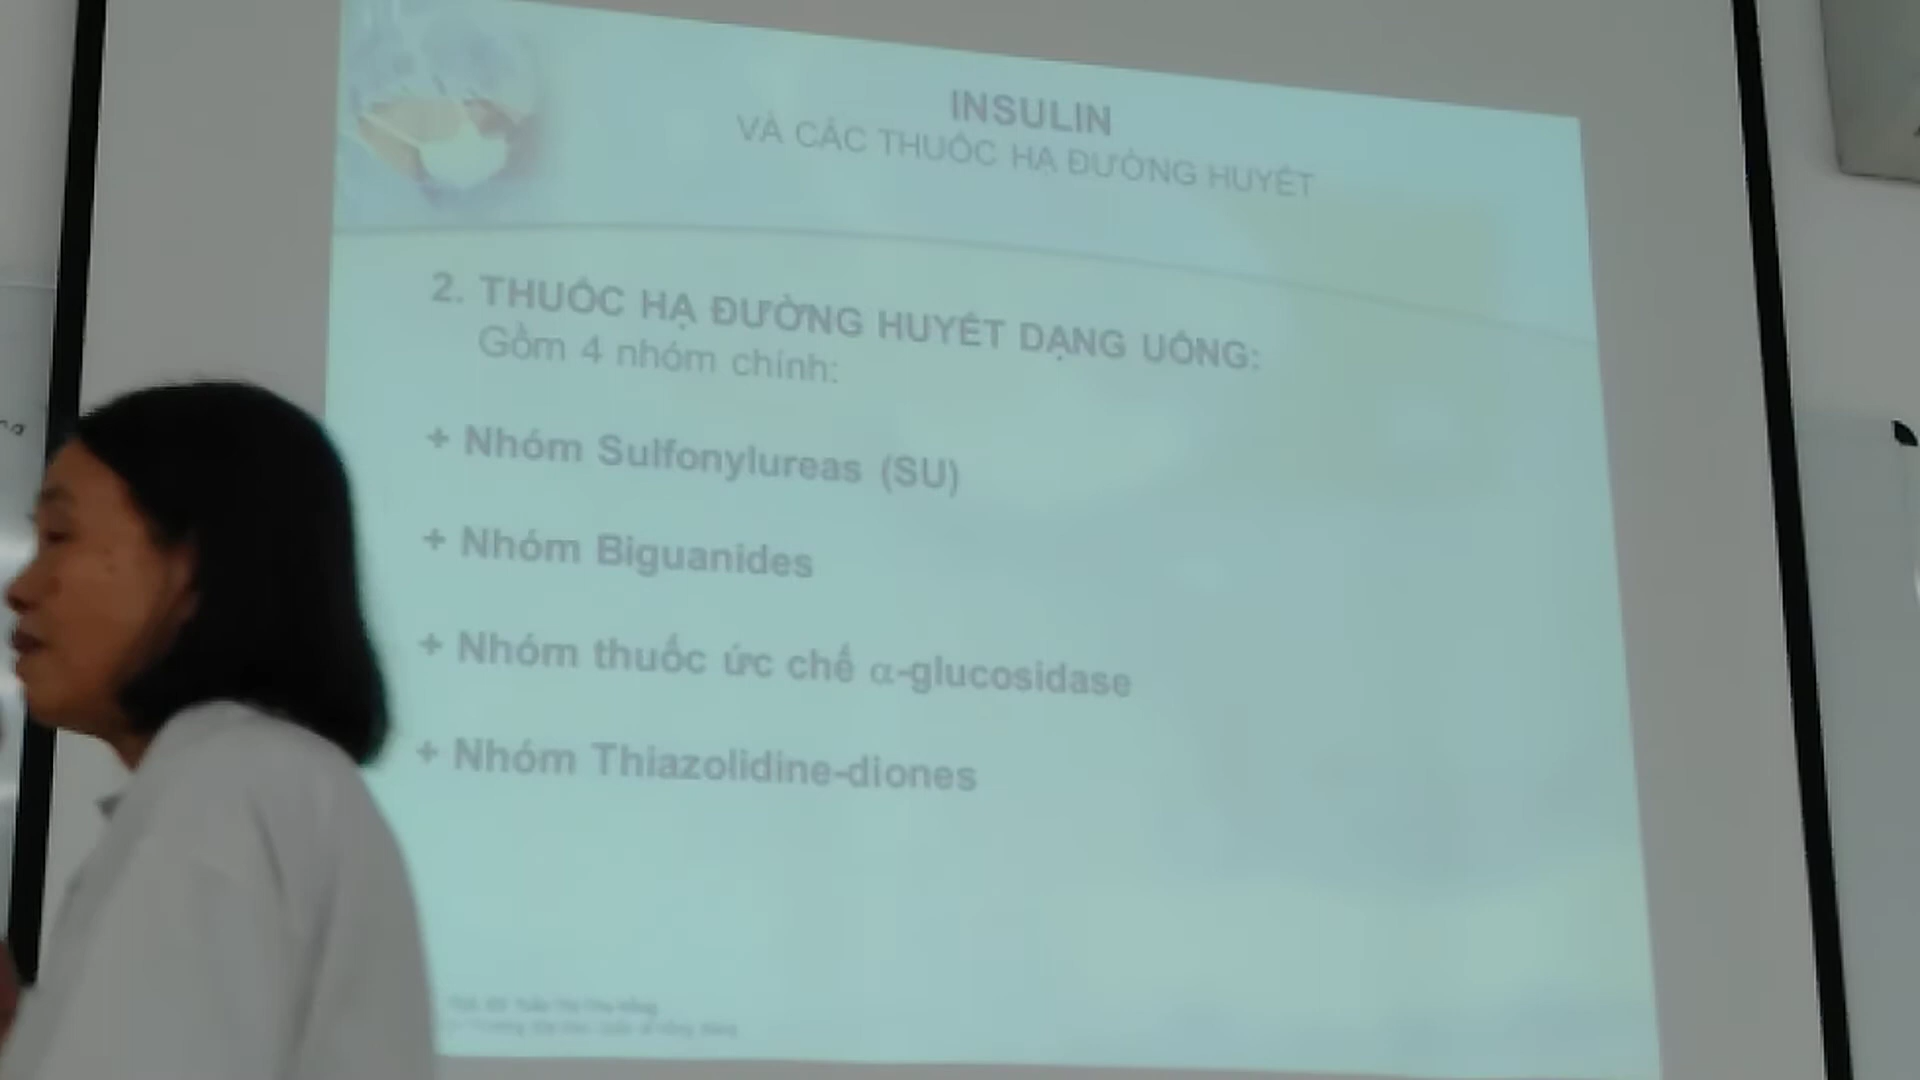 INSULIN
VÀ CÁC THUỐC HẠ ĐƯỜNG HUYẾT
2. THUỐC HẠ ĐƯỜNG HUYẾT DẠNG UỐNG:
Gồm 4 nhóm chính:
+ Nhóm Sulfonylureas (SU)
+ Nhóm Biguanides
+ Nhóm thuốc ức chế α-glucosidase
+ Nhóm Thiazolidine-diones